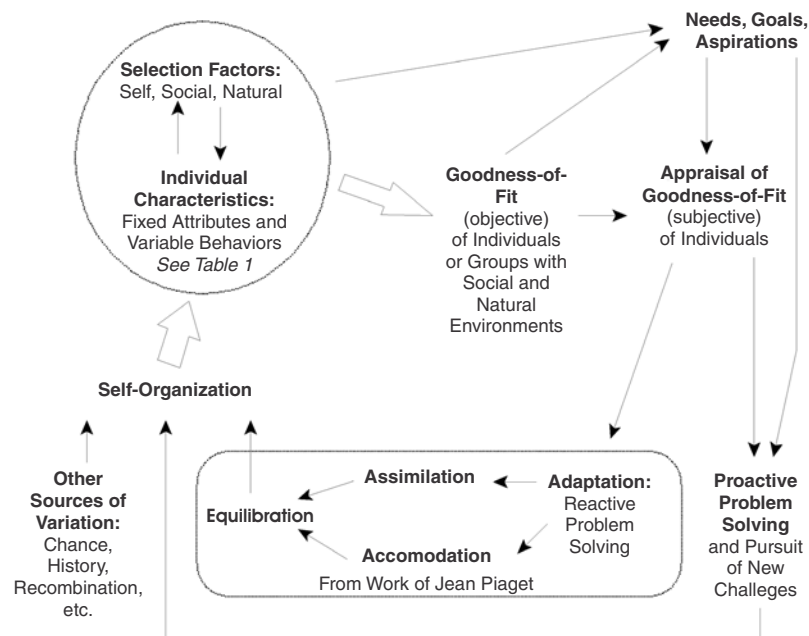 Needs, Goals,
Aspirations
Selection Factors:
Self, Social, Natural
Individual
Characteristics:
Fixed Attributes and
Variable Behaviors
See Table 1
Goodness-of-
Fit
(objective)
of Individuals
or Groups with
Social and
Natural
Environments
Appraisal of
Goodness-of-Fit
(subjective)
of Individuals
Self-Organization
Other
Sources of
Variation:
Chance,
History,
Recombination,
etc.
Equilibration
Assimilation
Accomodation
From Work of Jean Piaget
Adaptation:
Reactive
Problem
Solving
Proactive
Problem
Solving
and Pursuit
of New
Challeges